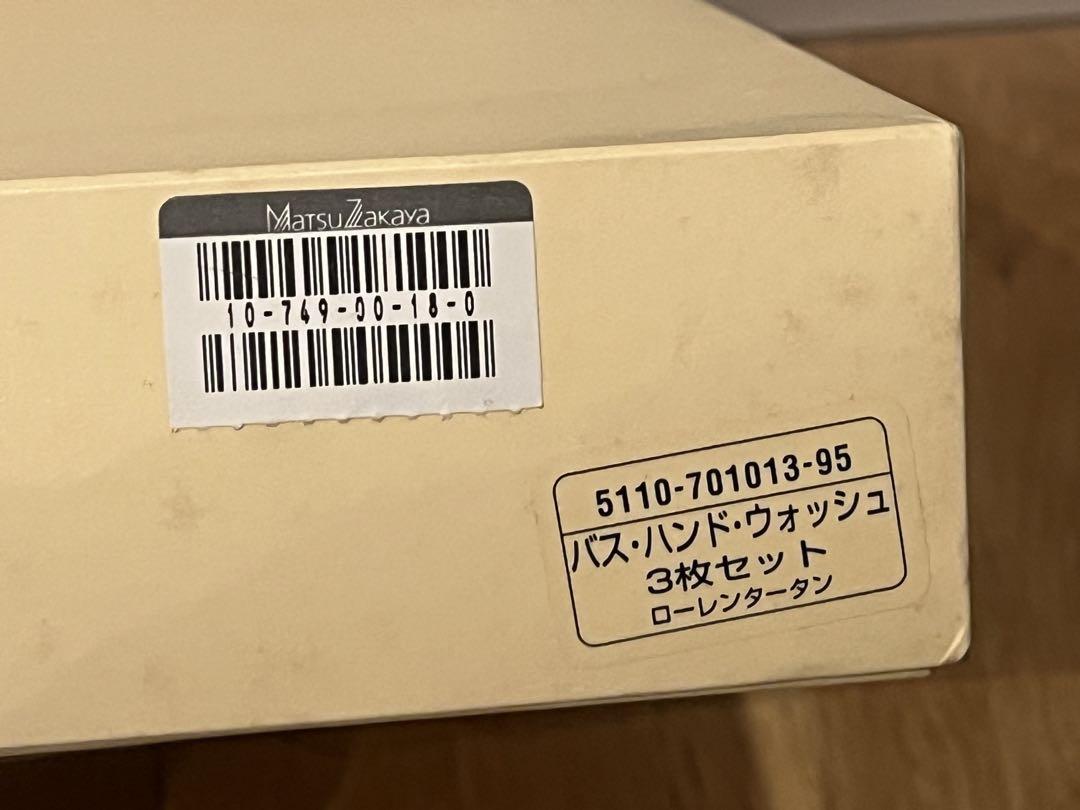 MatsuZakaya
10-749-00-18-0
5110-701013-95
バス・ハンド・ウォッシュ
3枚セット
ローレンタータン